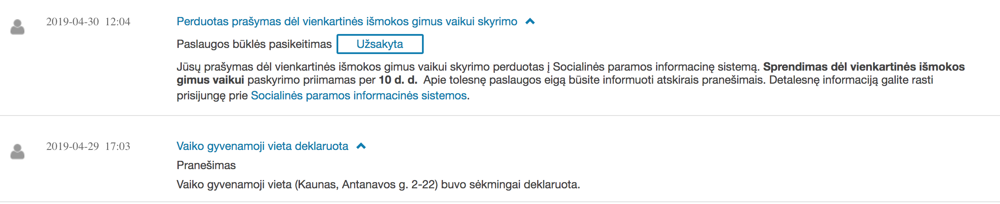 2019-04-30 12:04
Perduotas prašymas dėl vienkartinės išmokos gimus vaikui skyrimo
Paslaugos būklės pasikeitimas Užsakyta
Jūsų prašymas dėl vienkartinės išmokos gimus vaikui skyrimo perduotas į Socialinės paramos informacinę sistemą. Sprendimas dėl vienkartinės išmokos
gimus vaikui paskyrimo priimamas per 10 d. d. Apie tolesnę paslaugos eigą būsite informuoti atskirais pranešimais. Detalesnę informaciją galite rasti
prisijungę prie Socialinės paramos informacinės sistemos.
2019-04-29 17:03
Vaiko gyvenamoji vieta deklaruota
Pranešimas
Vaiko gyvenamoji vieta (Kaunas, Antanavos g. 2-22) buvo sėkmingai deklaruota.